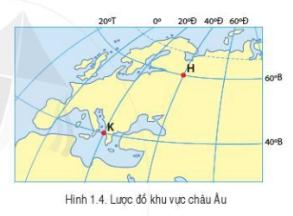 20°T 0° 20°Đ 40°Đ 60°Đ
H
60°B
K
40°B
Hình 1.4. Lược đồ khu vực châu Âu